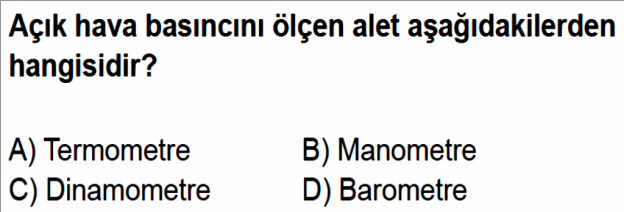 Açık hava basıncını ölçen alet aşağıdakilerden
hangisidir?
A) Termometre B) Manometre
C) Dinamometre D) Barometre